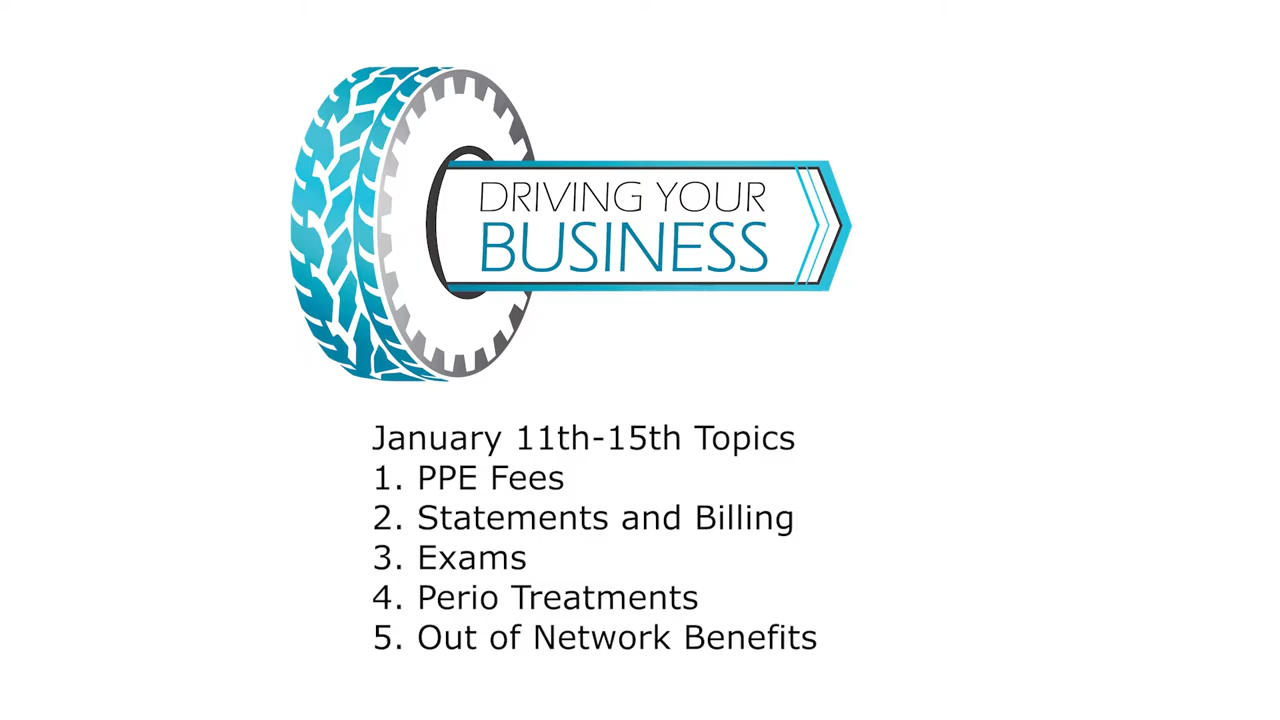 DRIVING YOUR
BUSINESS
January 11th-15th Topics
1. PPE Fees
2. Statements and Billing
3. Exams
4. Perio Treatments
5. Out of Network Benefits